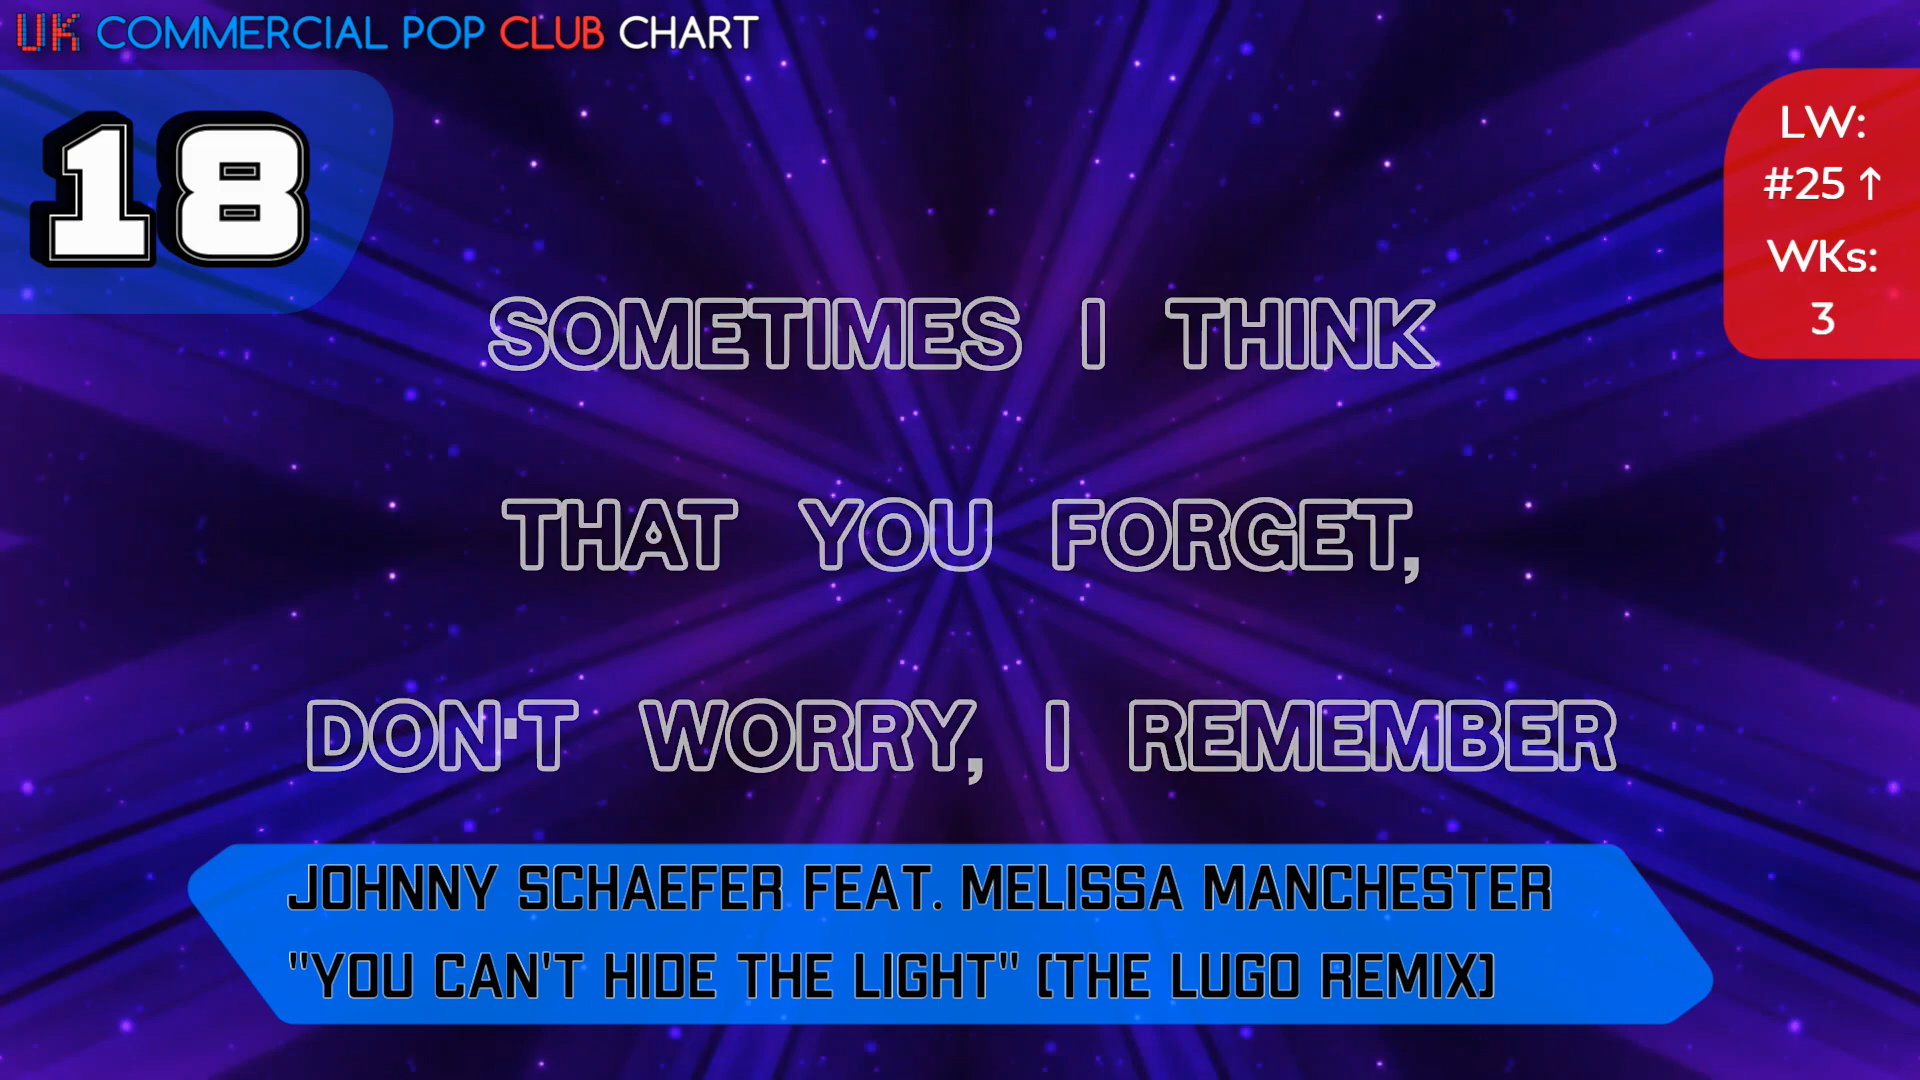 UK COMMERCIAL POP CLUB CHART
18
LW:
#25 ↑
WKs:
3
SOMETIMES I THINK
THAT YOU FORGET,
DON'T WORRY, I REMEMBER
JOHNNY SCHAEFER FEAT. MELISSA MANCHESTER
"YOU CAN'T HIDE THE LIGHT" (THE LUGO REMIX)